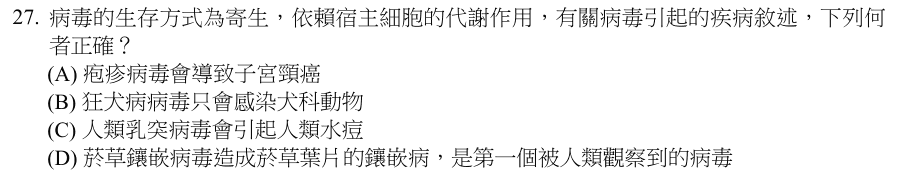 27. 病毒的生存方式為寄生，依賴宿主細胞的代謝作用，有關病毒引起的疾病敘述，下列何
者正確？
(A) 疱疹病毒會導致子宮頸癌
(B) 狂犬病病毒只會感染犬科動物
(C) 人類乳突病毒會引起人類水痘
(D) 菸草鑲嵌病毒造成菸草葉片的鑲嵌病，是第一個被人類觀察到的病毒